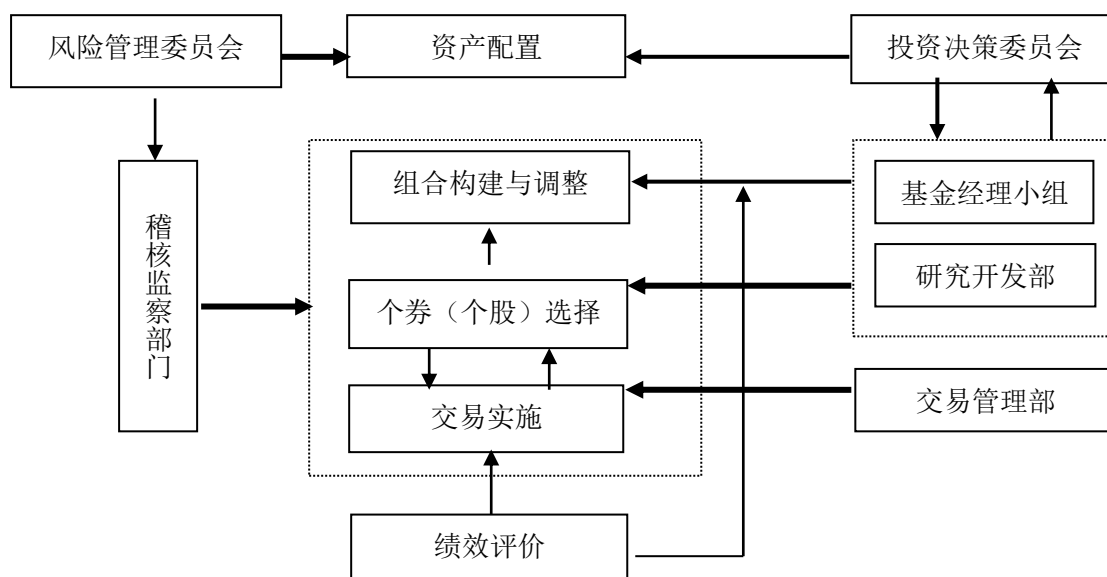 风险管理委员会
资产配置
投资决策委员会
组合构建与调整
基金经理小组
稽核监察部门
研究开发部
个券（个股）选择
交易实施
交易管理部
绩效评价